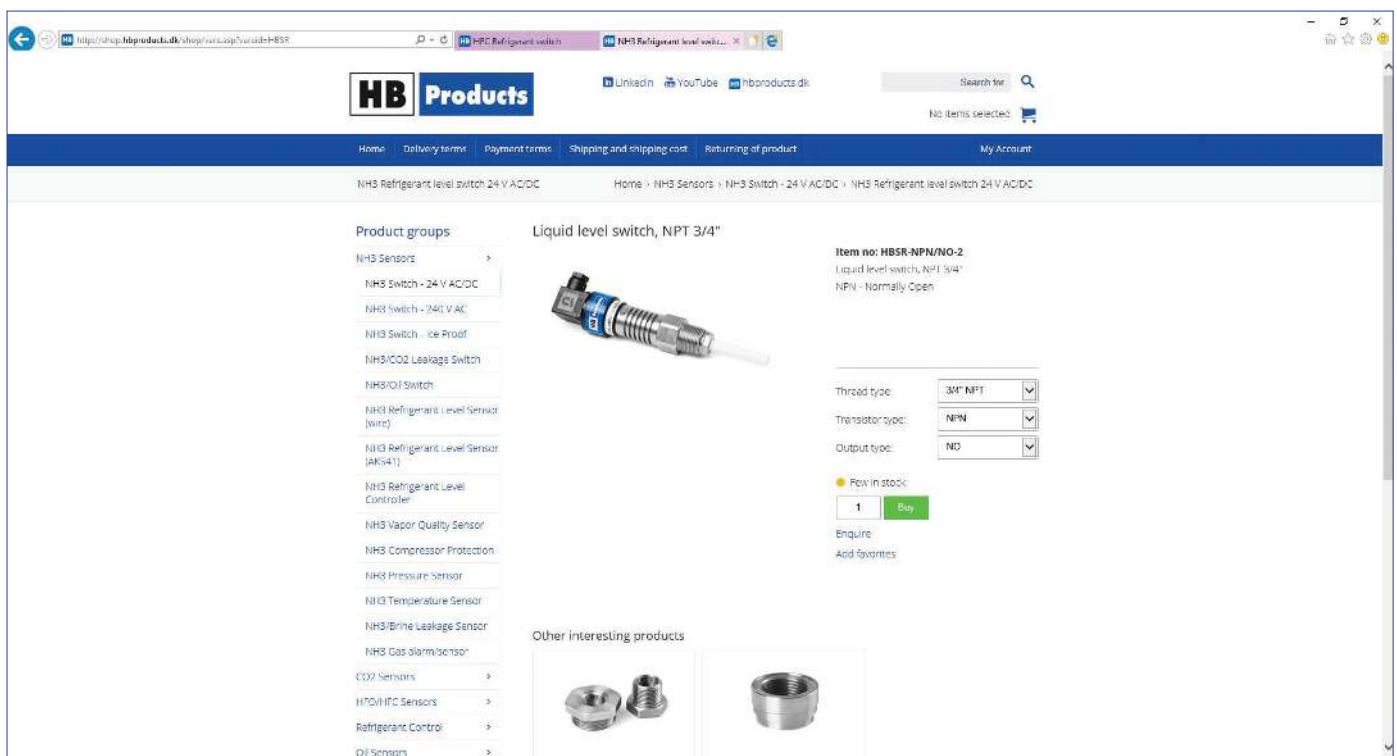 http://shop.hbproducts.dk/shop/vare.asp?vareid=HBSR
HFC Refrigerant switch
NH3 Refrigerant level switc...
HB Products
LinkedIn YouTube hbproducts.dk
Search for
No items selected
Home Delivery terms Payment terms Shipping and shipping cost Returning of product My Account
NH3 Refrigerant level switch 24 V AC/DC
Home › NH3 Sensors › NH3 Switch - 24 V AC/DC › NH3 Refrigerant level switch 24 V AC/DC
Product groups
NH3 Sensors
NH3 Switch - 24 V AC/DC
NH3 Switch - 240 V AC
NH3 Switch - Ice Proof
NH3/CO2 Leakage Switch
NH3/Oil Switch
NH3 Refrigerant Level Sensor
(wire)
NH3 Refrigerant Level Sensor
(AKS41)
NH3 Refrigerant Level
Controller
NH3 Vapor Quality Sensor
NH3 Compressor Protection
NH3 Pressure Sensor
NH3 Temperature Sensor
NH3/Brine Leakage Sensor
NH3 Gas alarm/sensor
CO2 Sensors
HFO/HFC Sensors
Refrigerant Control
Oil Sensors
Liquid level switch, NPT 3/4"
HB
Item no: HBSR-NPN/NO-2
Liquid level switch, NPT 3/4"
NPN - Normally Open
Thread type: 3/4" NPT
Transistor type: NPN
Output type: NO
Few in stock
1 Buy
Enquire
Add favorites
Other interesting products